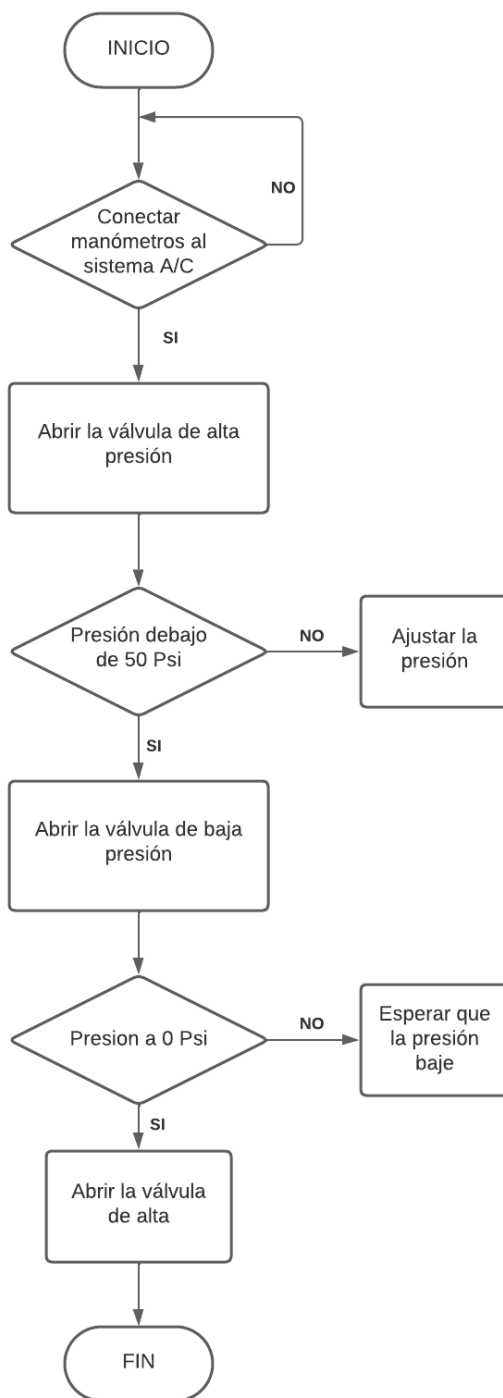 INICIO
NO
Conectar
manómetros al
sistema A/C
SI
Abrir la válvula de alta
presión
Presión debajo
de 50 Psi
NO
Ajustar la
presión
SI
Abrir la válvula de baja
presión
Presion a 0 Psi
NO
Esperar que
la presión
baje
SI
Abrir la válvula
de alta
FIN